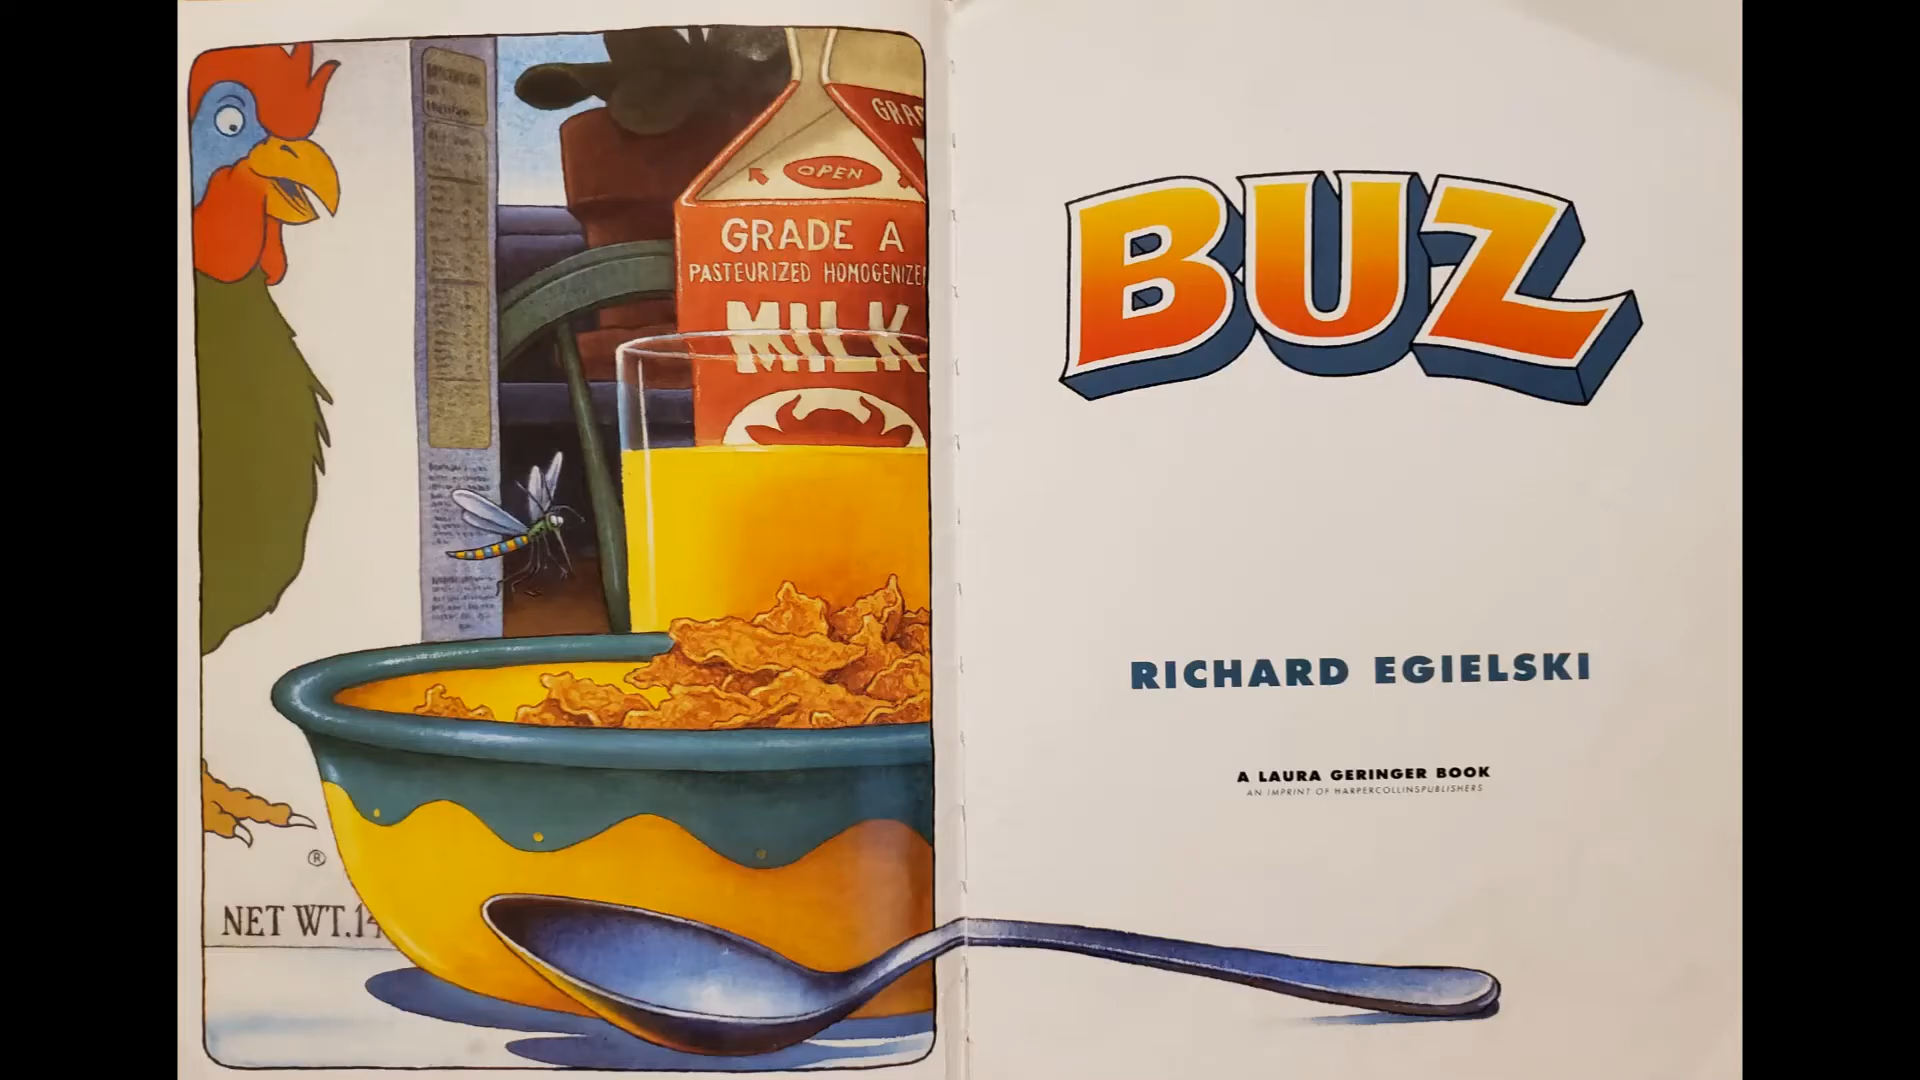 OPEN
GRA
GRADE A
PASTEURIZED HOMOGENIZE
MILK
®
NET WT.14
BUZ
RICHARD EGIELSKI
A LAURA GERINGER BOOK
AN IMPRINT OF HARPERCOLLINSPUBLISHERS